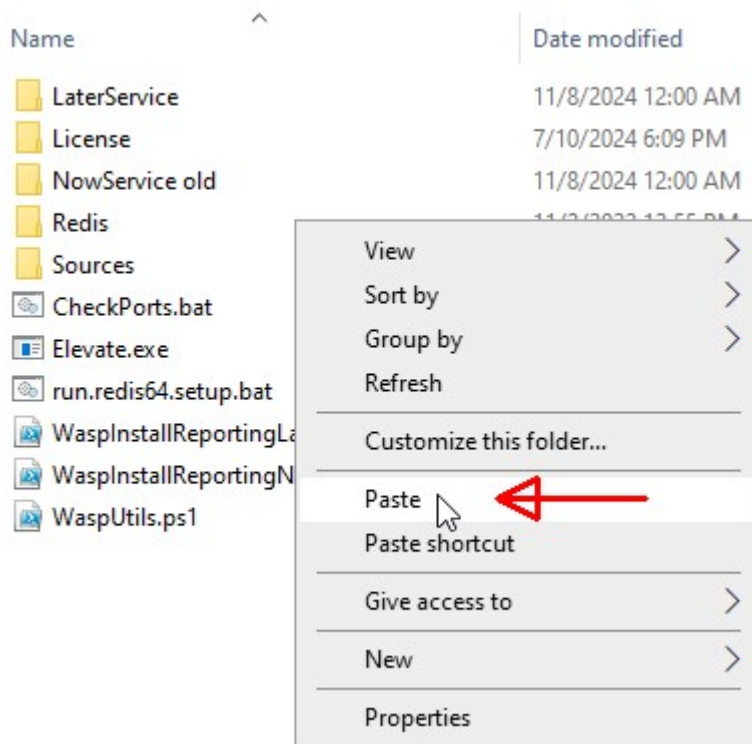 Name Date modified
LaterService 11/8/2024 12:00 AM
License 7/10/2024 6:09 PM
NowService old 11/8/2024 12:00 AM
Redis
Sources
CheckPorts.bat
Elevate.exe
run.redis64.setup.bat
WaspInstallReportingLa
WaspInstallReportingN
WaspUtils.ps1
View
Sort by
Group by
Refresh
Customize this folder...
Paste
Paste shortcut
Give access to
New
Properties